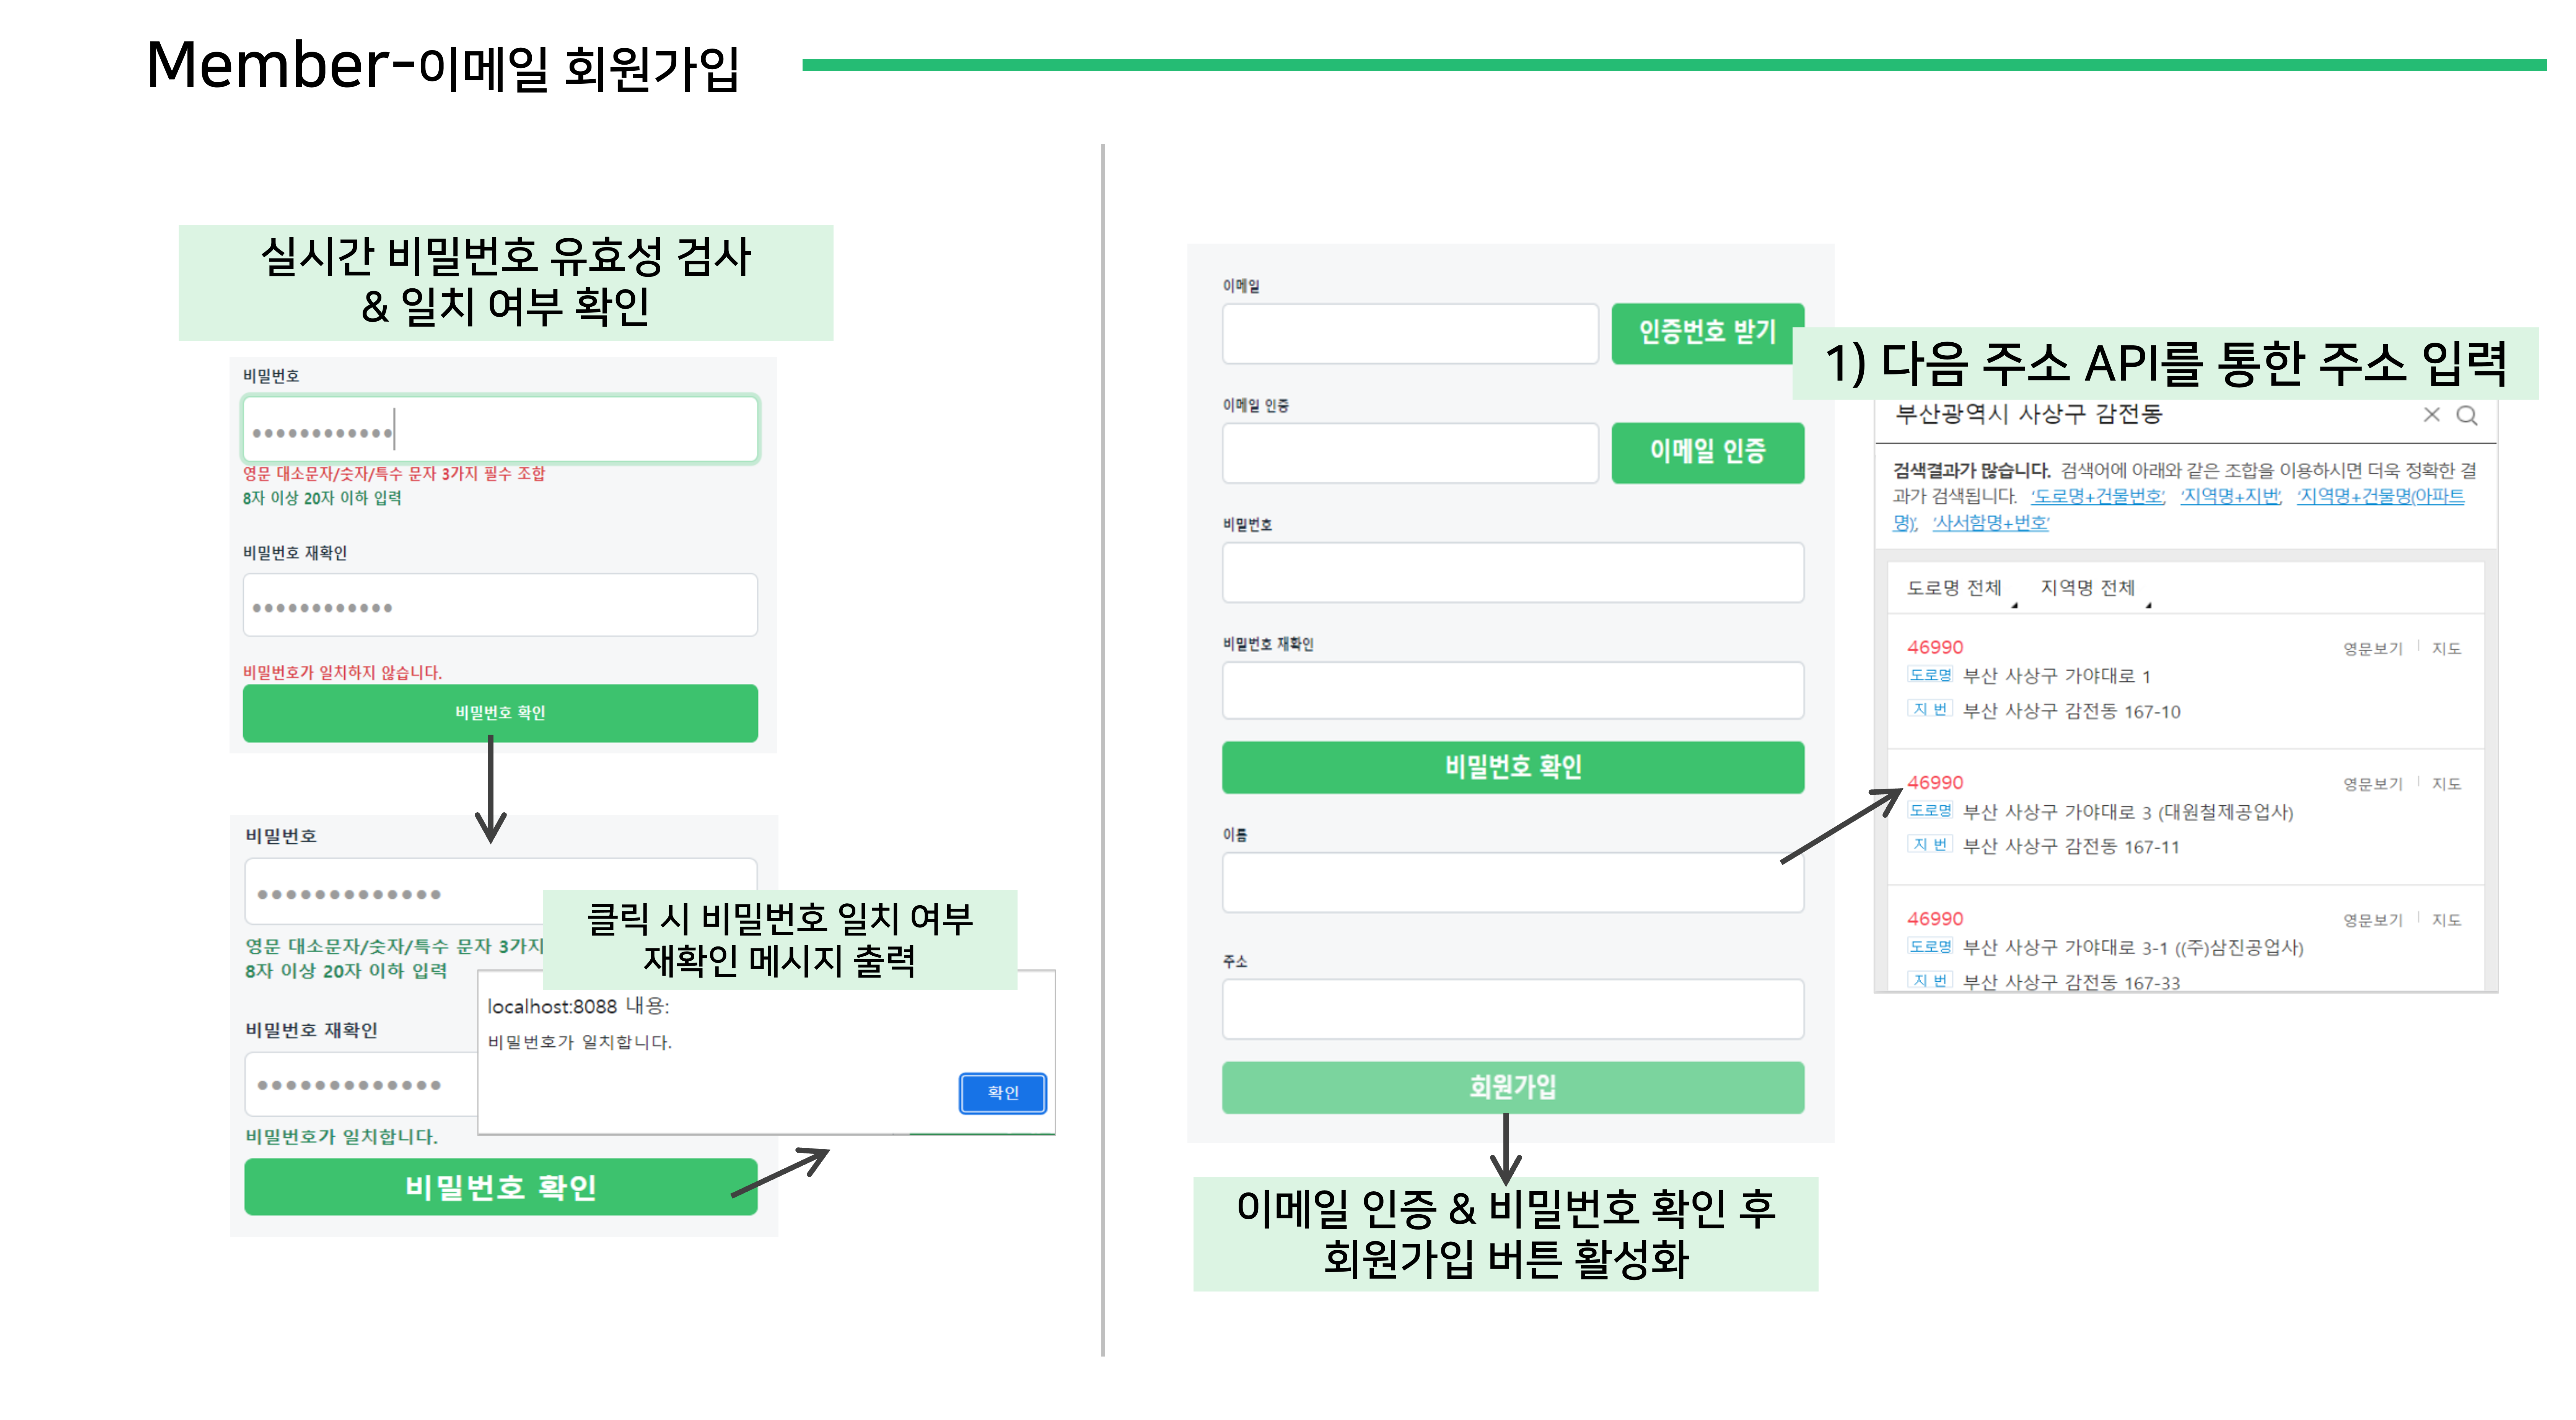 Member-이메일 회원가입
실시간 비밀번호 유효성 검사
& 일치 여부 확인
비밀번호
영문 대소문자/숫자/특수 문자 3가지 필수 조합
8자 이상 20자 이하 입력
비밀번호 재확인
비밀번호가 일치하지 않습니다.
비밀번호 확인
비밀번호
영문 대소문자/숫자/특수 문자 3가지
8자 이상 20자 이하 입력
비밀번호 재확인
비밀번호가 일치합니다.
비밀번호 확인
클릭 시 비밀번호 일치 여부
재확인 메시지 출력
localhost:8088 내용:
비밀번호가 일치합니다.
확인
이메일
인증번호 받기
이메일 인증
이메일 인증
비밀번호
비밀번호 재확인
비밀번호 확인
이름
주소
회원가입
이메일 인증 & 비밀번호 확인 후
회원가입 버튼 활성화
1) 다음 주소 API를 통한 주소 입력
부산광역시 사상구 감전동
검색결과가 많습니다. 검색어에 아래와 같은 조합을 이용하시면 더욱 정확한 결
과가 검색됩니다. '도로명+건물번호', '지역명+지번', '지역명+건물명(아파트
명)', '사서함명+번호'
도로명 전체 지역명 전체
46990 영문보기 지도
도로명 부산 사상구 가야대로 1
지번 부산 사상구 감전동 167-10
46990 영문보기 지도
도로명 부산 사상구 가야대로 3 (대원철제공업사)
지번 부산 사상구 감전동 167-11
46990 영문보기 지도
도로명 부산 사상구 가야대로 3-1 ((주)삼진공업사)
지번 부산 사상구 감전동 167-33